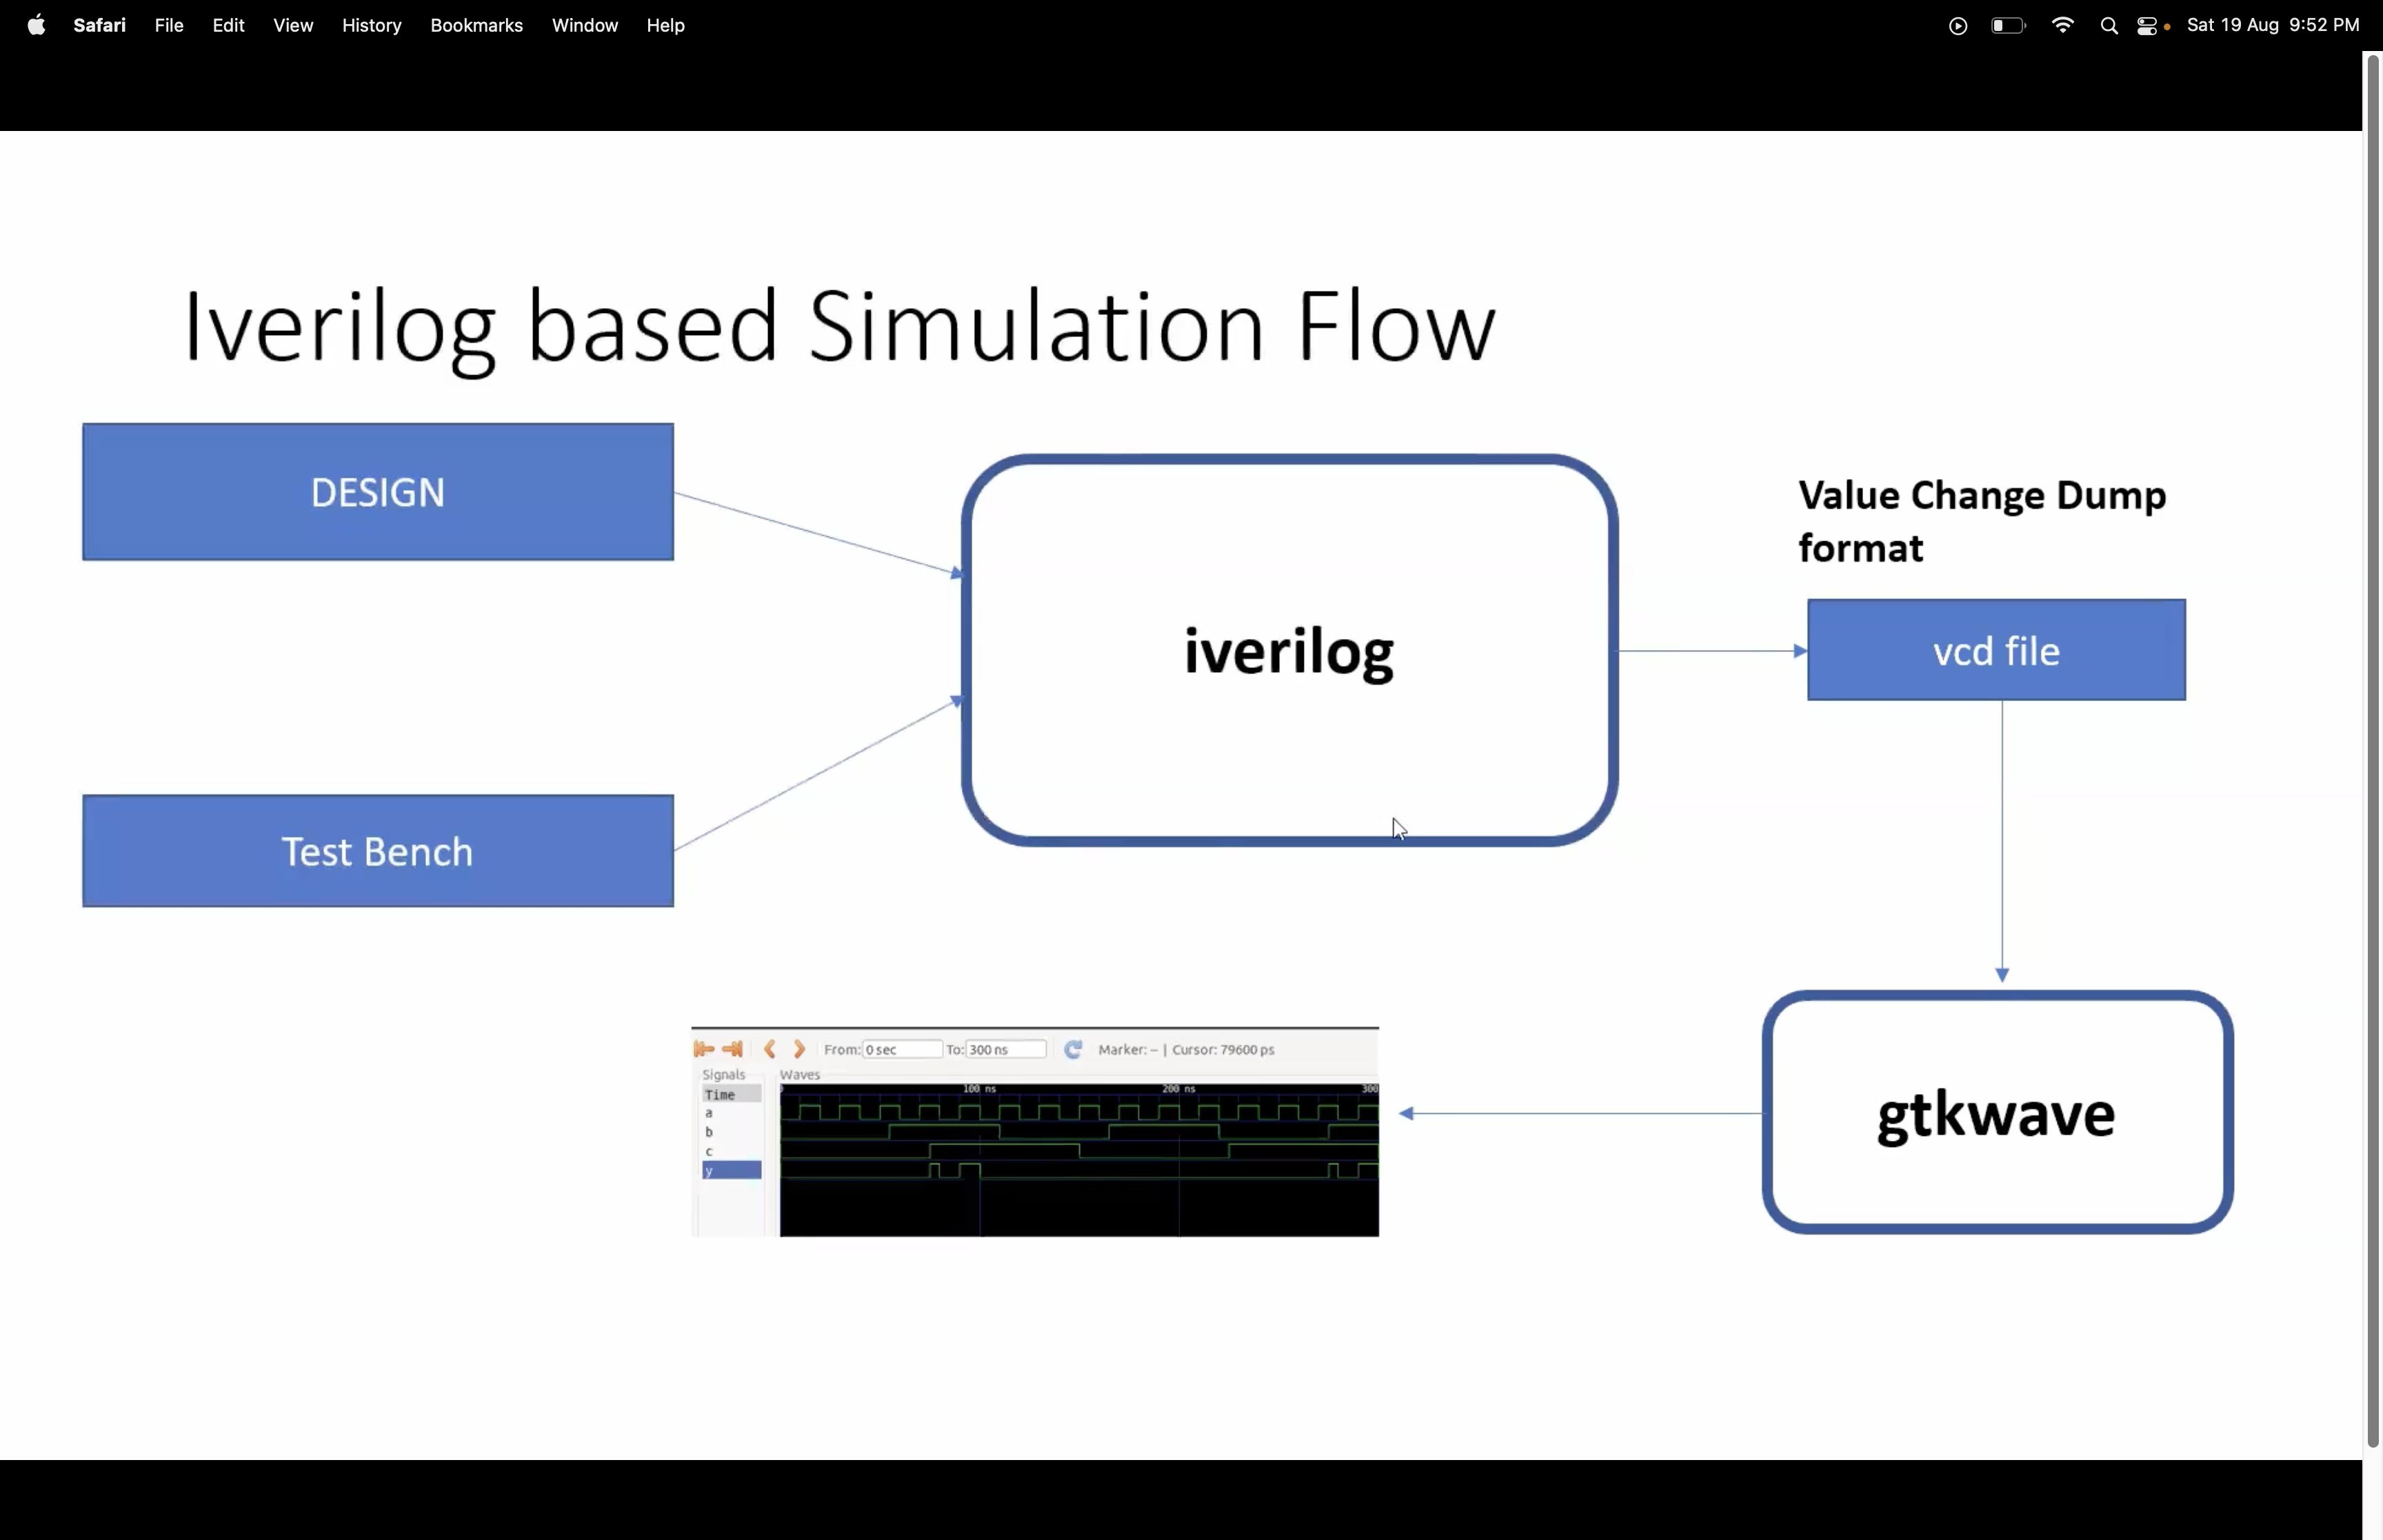 Safari File Edit View History Bookmarks Window Help Sat 19 Aug 9:52 PM
Iverilog based Simulation Flow
DESIGN
Test Bench
iverilog
Value Change Dump
format
vcd file
gtkwave
From: 0 sec To: 300 ns Marker: -- | Cursor: 79600 ps
Signals Waves
Time 100 ns 200 ns 300
a
b
c
y